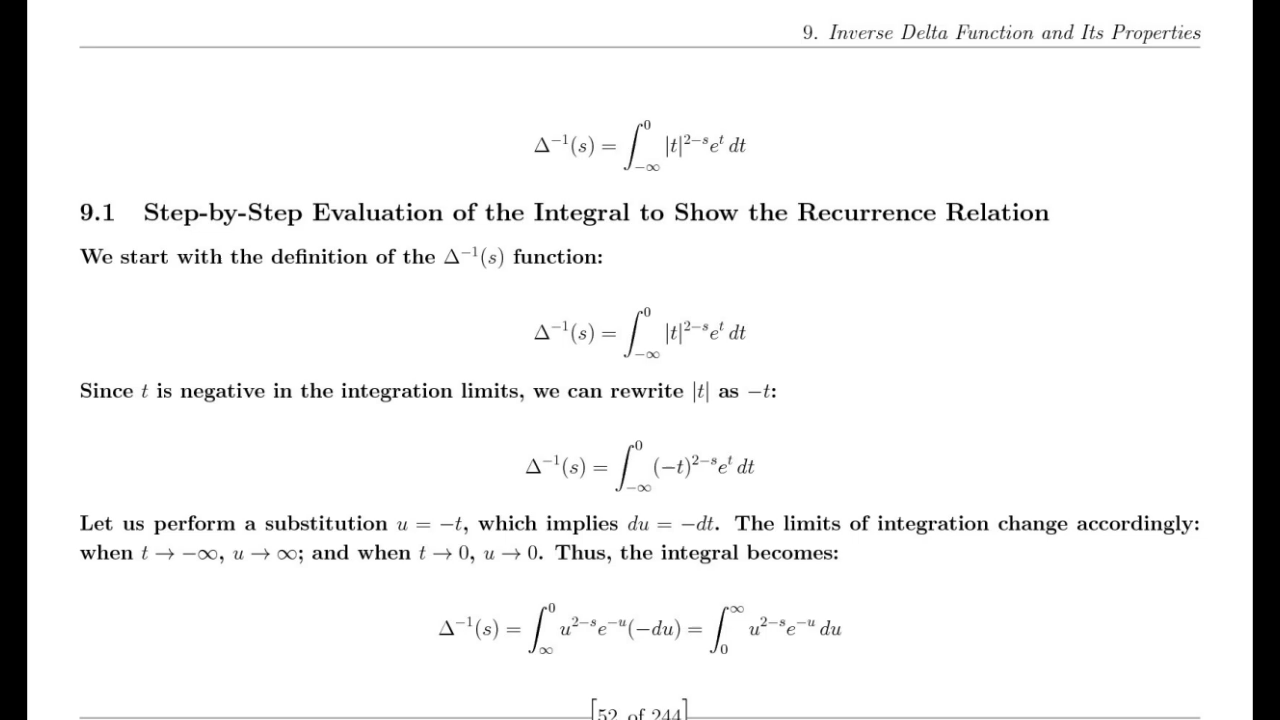 9. Inverse Delta Function and Its Properties
Δ⁻¹(s) = ∫_{−∞}^{0} |t|^{2−s} e^t dt
9.1 Step-by-Step Evaluation of the Integral to Show the Recurrence Relation
We start with the definition of the Δ⁻¹(s) function:
Δ⁻¹(s) = ∫_{−∞}^{0} |t|^{2−s} e^t dt
Since t is negative in the integration limits, we can rewrite |t| as −t:
Δ⁻¹(s) = ∫_{−∞}^{0} (−t)^{2−s} e^t dt
Let us perform a substitution u = −t, which implies du = −dt. The limits of integration change accordingly:
when t → −∞, u → ∞; and when t → 0, u → 0. Thus, the integral becomes:
Δ⁻¹(s) = ∫_{∞}^{0} u^{2−s} e^{−u} (−du) = ∫_{0}^{∞} u^{2−s} e^{−u} du
[52 of 244]